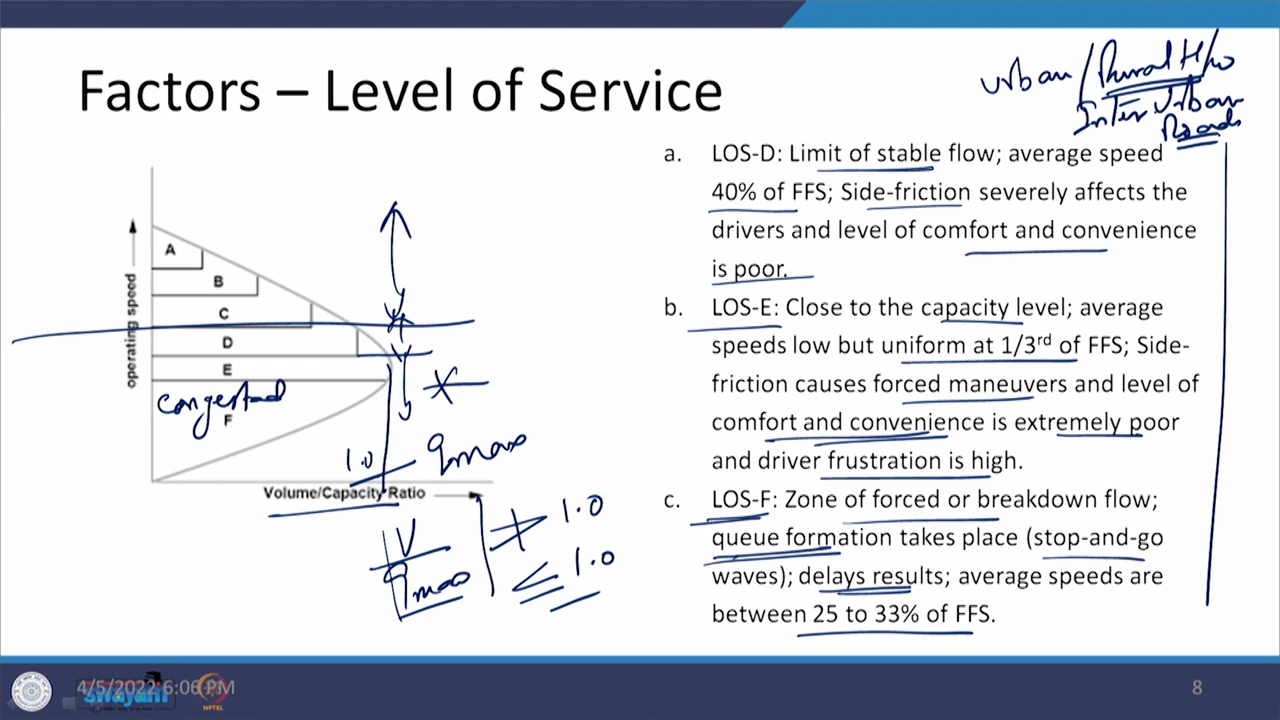 Factors – Level of Service
urban / Rural H/w
Inter Urban
Roads
a. LOS-D: Limit of stable flow; average speed
40% of FFS; Side-friction severely affects the
drivers and level of comfort and convenience
is poor.
b. LOS-E: Close to the capacity level; average
speeds low but uniform at 1/3rd of FFS; Side-
friction causes forced maneuvers and level of
comfort and convenience is extremely poor
and driver frustration is high.
c. LOS-F: Zone of forced or breakdown flow;
queue formation takes place (stop-and-go
waves); delays results; average speeds are
between 25 to 33% of FFS.
operating speed
A
B
C
D
E
congested
F
1.0 qmax
Volume/Capacity Ratio
V
qmax
≯ 1.0
≤ 1.0
4/5/2022 6:06 PM
swayam
NPTEL
8